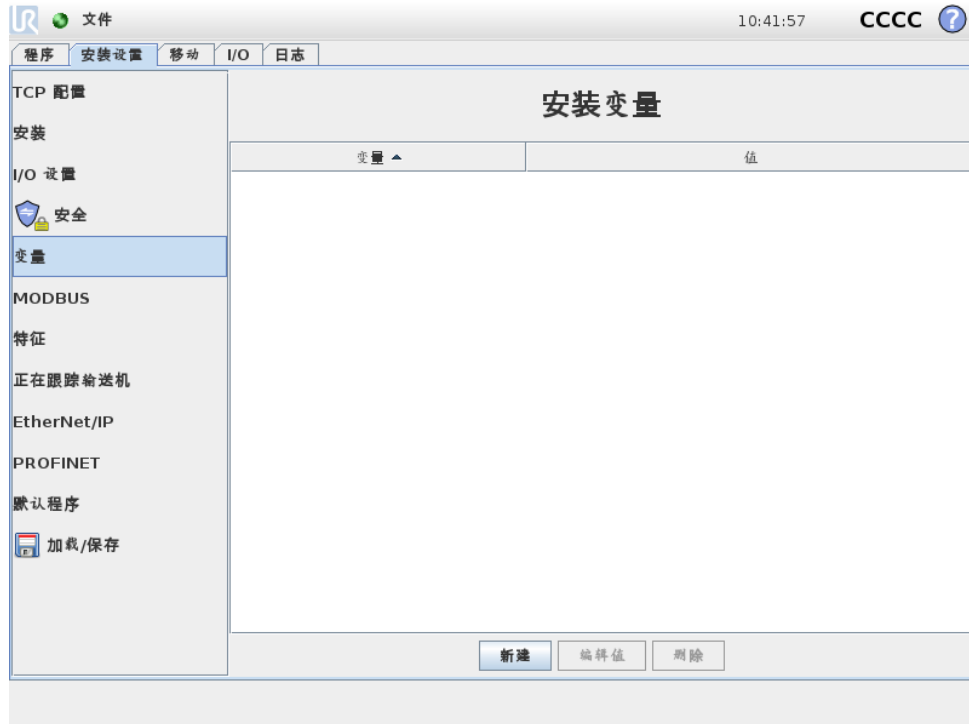 UR 文件 10:41:57 CCCC ?
程序 安装设置 移动 I/O 日志
TCP 配置
安装变量
安装
变量 值
I/O 设置
安全
变量
MODBUS
特征
正在跟踪输送机
EtherNet/IP
PROFINET
默认程序
加载/保存
新建 编辑值 删除